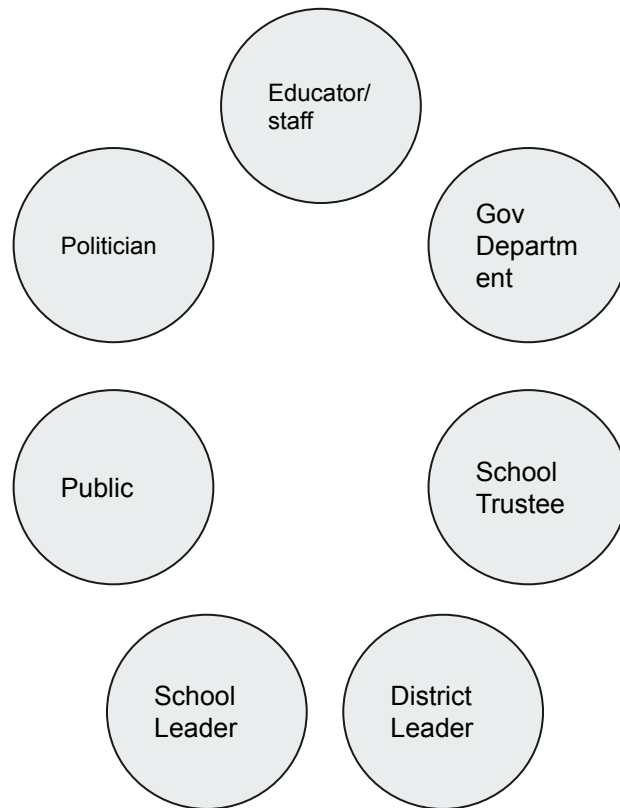 Educator/
staff
Politician
Gov
Departm
ent
Public
School
Trustee
School
Leader
District
Leader